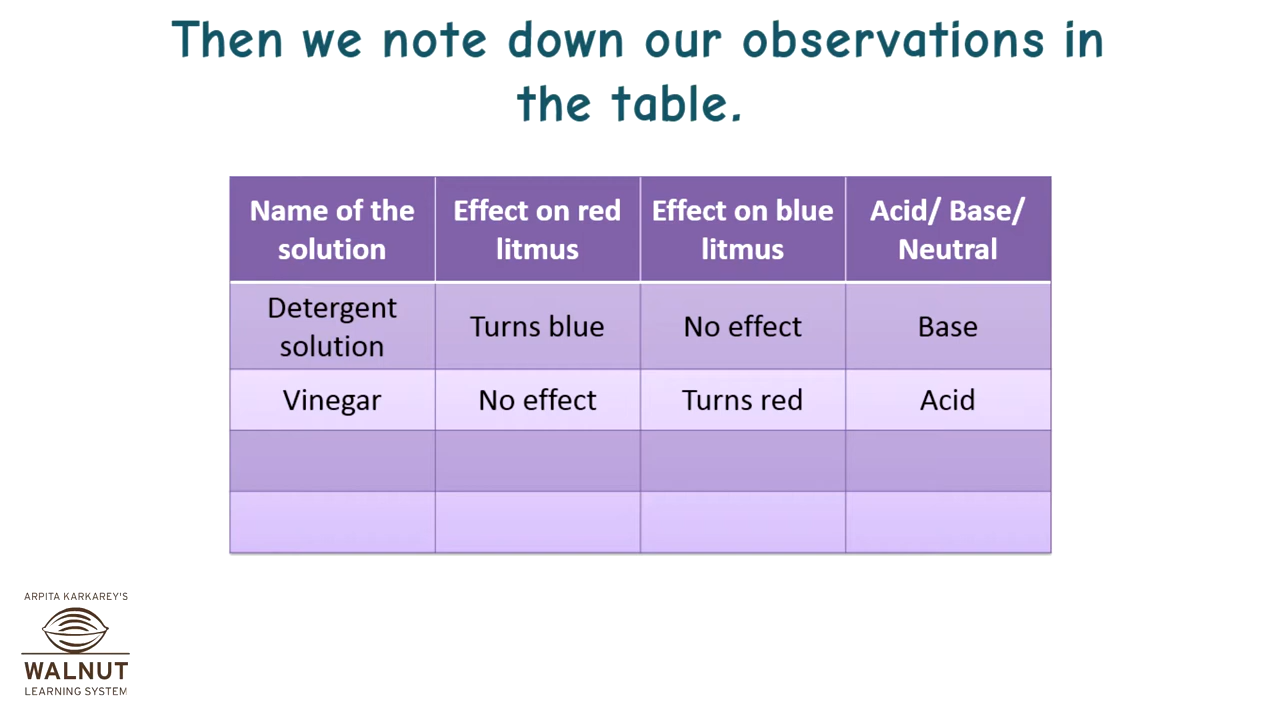 Then we note down our observations in
the table.
Name of the solution Effect on red litmus Effect on blue litmus Acid/ Base/ Neutral
Detergent solution Turns blue No effect Base
Vinegar No effect Turns red Acid
ARPITA KARKAREY'S
WALNUT
LEARNING SYSTEM